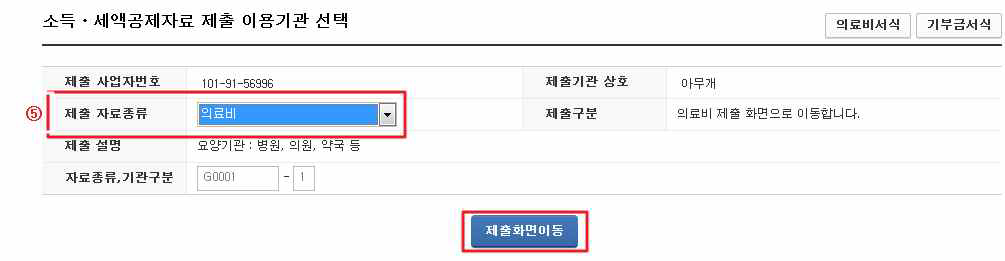 소득·세액공제자료 제출 이용기관 선택
의료비서식 기부금서식
제출 사업자번호 101-91-56996 제출기관 상호 아무개
⑤ 제출 자료종류 의료비 제출구분 의료비 제출 화면으로 이동합니다.
제출 설명 요양기관 : 병원, 의원, 약국 등
자료종류,기관구분 G0001 - 1
제출화면이동